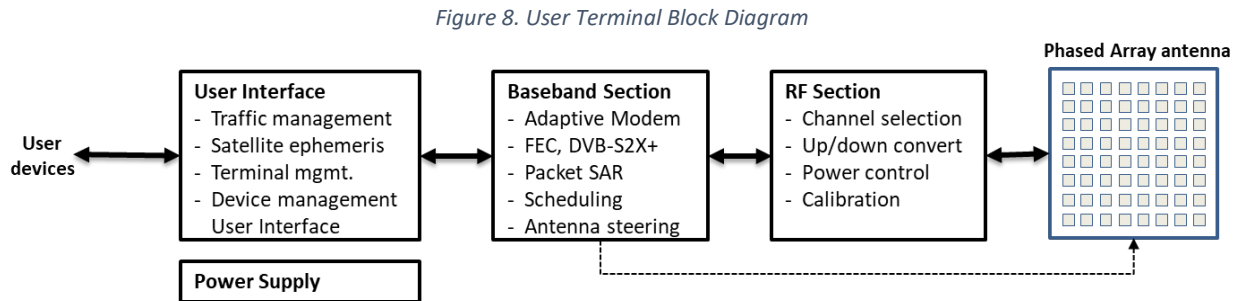 Figure 8. User Terminal Block Diagram
Phased Array antenna
User
devices
User Interface
- Traffic management
- Satellite ephemeris
- Terminal mgmt.
- Device management
User Interface
Baseband Section
- Adaptive Modem
- FEC, DVB-S2X+
- Packet SAR
- Scheduling
- Antenna steering
RF Section
- Channel selection
- Up/down convert
- Power control
- Calibration
Power Supply